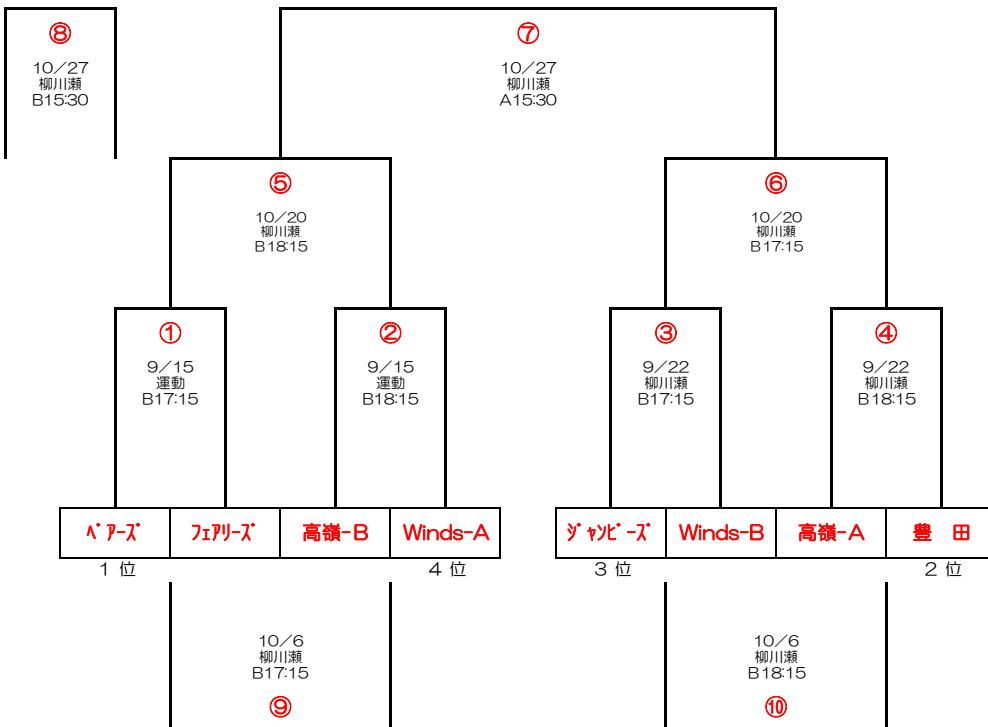 ⑧
10/27
柳川瀬
B15:30
⑦
10/27
柳川瀬
A15:30
⑤
10/20
柳川瀬
B18:15
⑥
10/20
柳川瀬
B17:15
①
9/15
運動
B17:15
②
9/15
運動
B18:15
③
9/22
柳川瀬
B17:15
④
9/22
柳川瀬
B18:15
ベアーズ フェアリーズ 高嶺-B Winds-A ジャンビーズ Winds-B 高嶺-A 豊 田
1 位 4 位 3 位 2 位
10/6
柳川瀬
B17:15
⑨
10/6
柳川瀬
B18:15
⑩